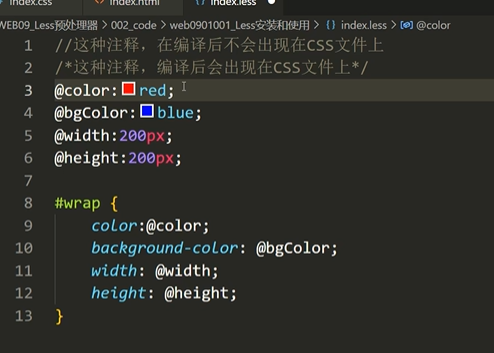 index.css index.html index.less
WEB09_Less预处理器 > 002_code > web0901001_Less安装和使用 > index.less > @color
1 //这种注释，在编译后不会出现在CSS文件上
2 /*这种注释，编译后会出现在CSS文件上*/
3 @color:red;
4 @bgColor:blue;
5 @width:200px;
6 @height:200px;
7
8 #wrap {
9 color:@color;
10 background-color: @bgColor;
11 width: @width;
12 height: @height;
13 }